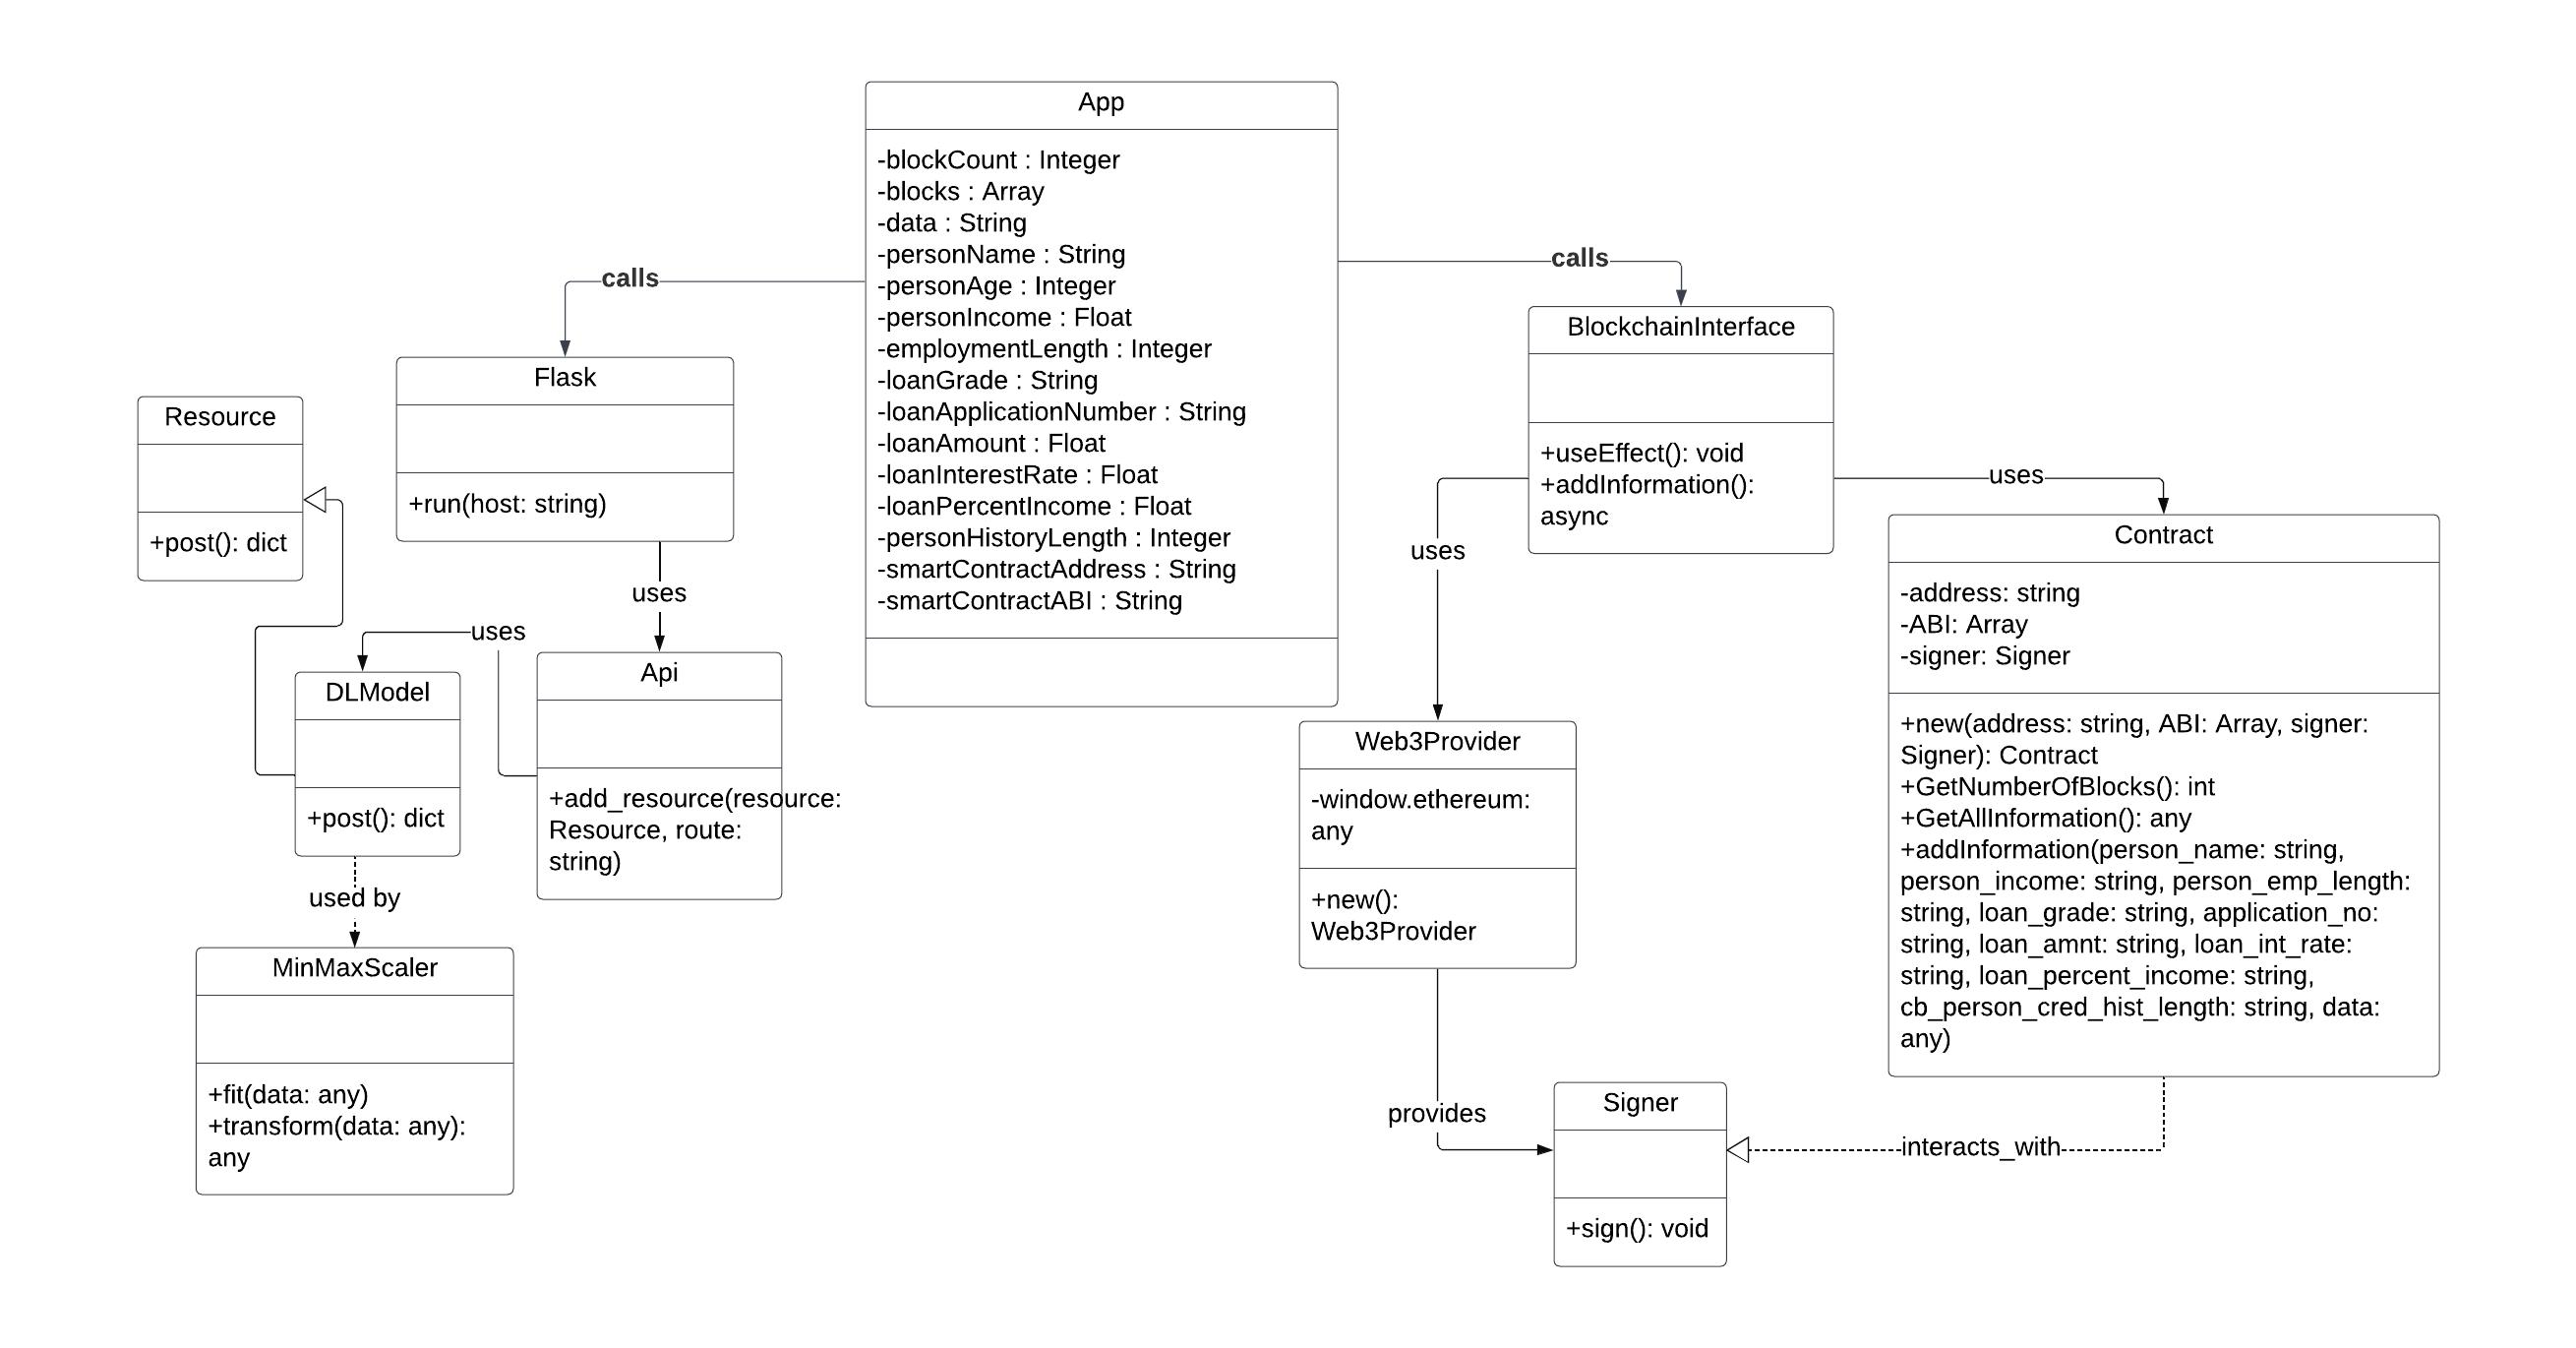 App
-blockCount : Integer
-blocks : Array
-data : String
-personName : String
-personAge : Integer
-personIncome : Float
-employmentLength : Integer
-loanGrade : String
-loanApplicationNumber : String
-loanAmount : Float
-loanInterestRate : Float
-loanPercentIncome : Float
-personHistoryLength : Integer
-smartContractAddress : String
-smartContractABI : String
calls
calls
Flask
+run(host: string)
Resource
+post(): dict
uses
uses
Api
+add_resource(resource:
Resource, route:
string)
DLModel
+post(): dict
used by
MinMaxScaler
+fit(data: any)
+transform(data: any):
any
BlockchainInterface
+useEffect(): void
+addInformation():
async
uses
uses
Web3Provider
-window.ethereum:
any
+new():
Web3Provider
Contract
-address: string
-ABI: Array
-signer: Signer
+new(address: string, ABI: Array, signer:
Signer): Contract
+GetNumberOfBlocks(): int
+GetAllInformation(): any
+addInformation(person_name: string,
person_income: string, person_emp_length:
string, loan_grade: string, application_no:
string, loan_amnt: string, loan_int_rate:
string, loan_percent_income: string,
cb_person_cred_hist_length: string, data:
any)
provides
Signer
+sign(): void
interacts_with